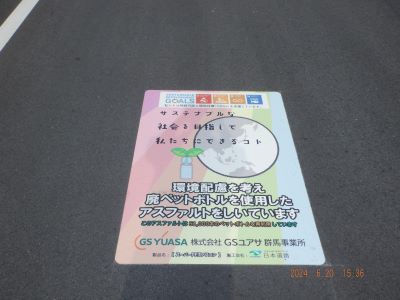 GOALS
サステナブルな
社会を目指して
私たちにできるコト
環境配慮を考え
廃ペットボトルを使用した
アスファルトをしいています
GS YUASA 株式会社 GSユアサ 群馬事業所
日本道路
2024. 6.20 15:36